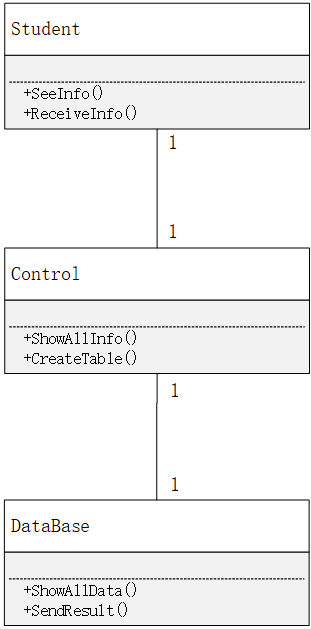 Student
+SeeInfo()
+ReceiveInfo()
1
1
Control
+ShowAllInfo()
+CreateTable()
1
1
DataBase
+ShowAllData()
+SendResult()